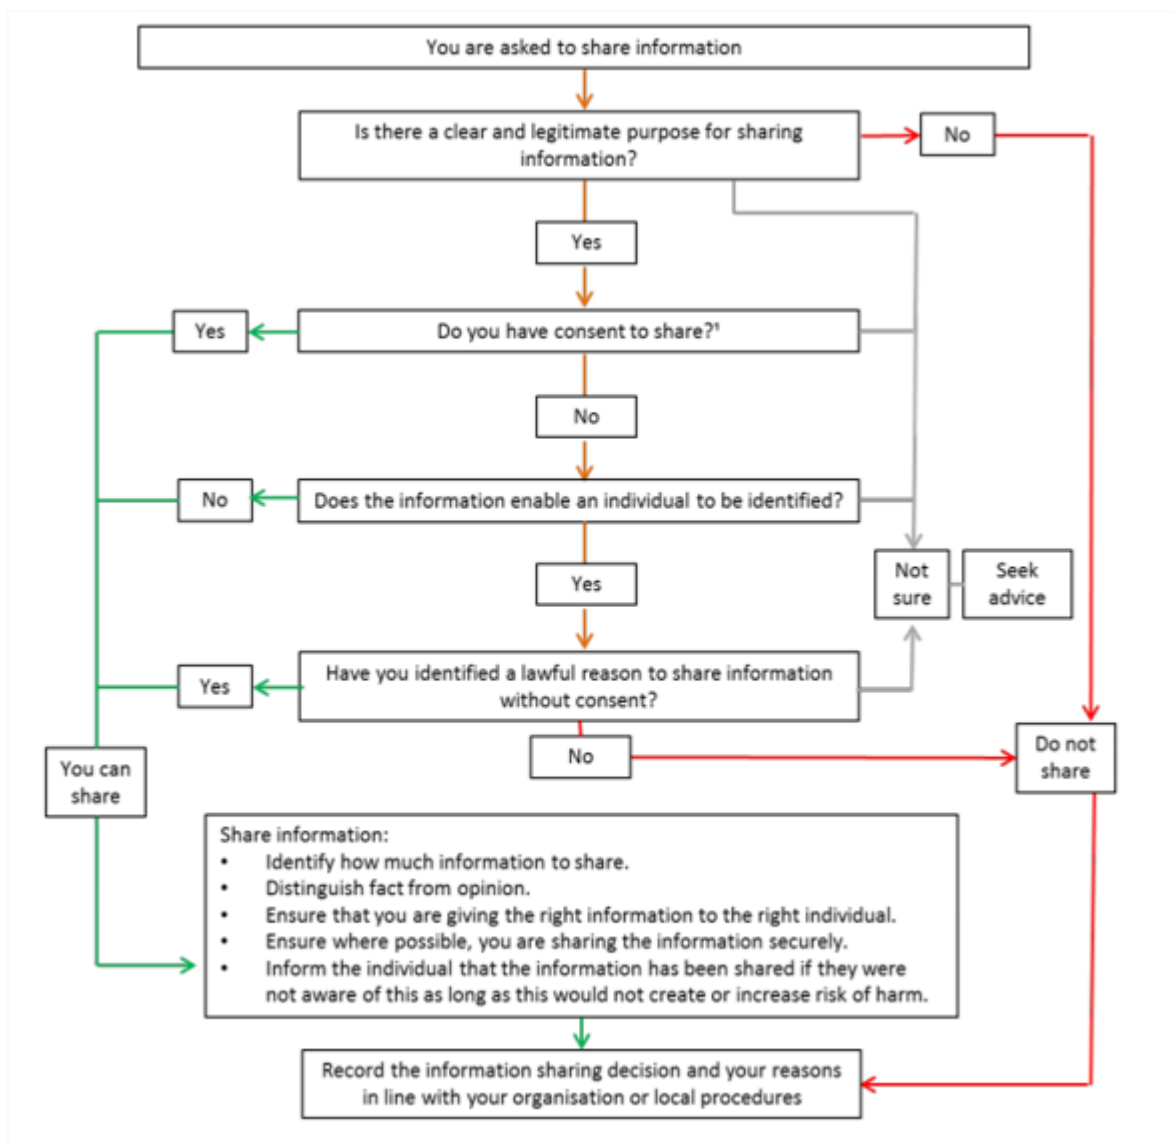 You are asked to share information
Is there a clear and legitimate purpose for sharing
information?
No
Yes
Yes
Do you have consent to share?¹
No
No
Does the information enable an individual to be identified?
Yes
Not
sure
Seek
advice
Yes
Have you identified a lawful reason to share information
without consent?
No
Do not
share
You can
share
Share information:
• Identify how much information to share.
• Distinguish fact from opinion.
• Ensure that you are giving the right information to the right individual.
• Ensure where possible, you are sharing the information securely.
• Inform the individual that the information has been shared if they were
not aware of this as long as this would not create or increase risk of harm.
Record the information sharing decision and your reasons
in line with your organisation or local procedures